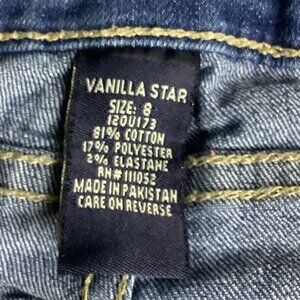 VANILLA STAR
SIZE: 8
120U173
81% COTTON
17% POLYESTER
2% ELASTANE
RN#111052
MADE IN PAKISTAN
CARE ON REVERSE